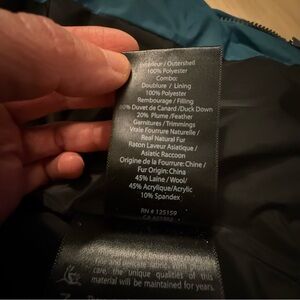 Extérieur / Outershell
100% Polyester
Combo:
Doublure / Lining
100% Polyester
Rembourrage / Filling
80% Duvet de Canard /Duck Down
20% Plume/Feather
Garnitures / Trimmings
Vraie Fourrure Naturelle /
Real Natural Fur
Raton Laveur Asiatique /
Asiatic Raccoon
Origine de la Fourrure: Chine /
Fur Origin: China
45% Laine / Wool/
45% Acrylique/Acrylic
10% Spandex
RN # 125159
care, the unique qualities of this
material will be maintained for years.